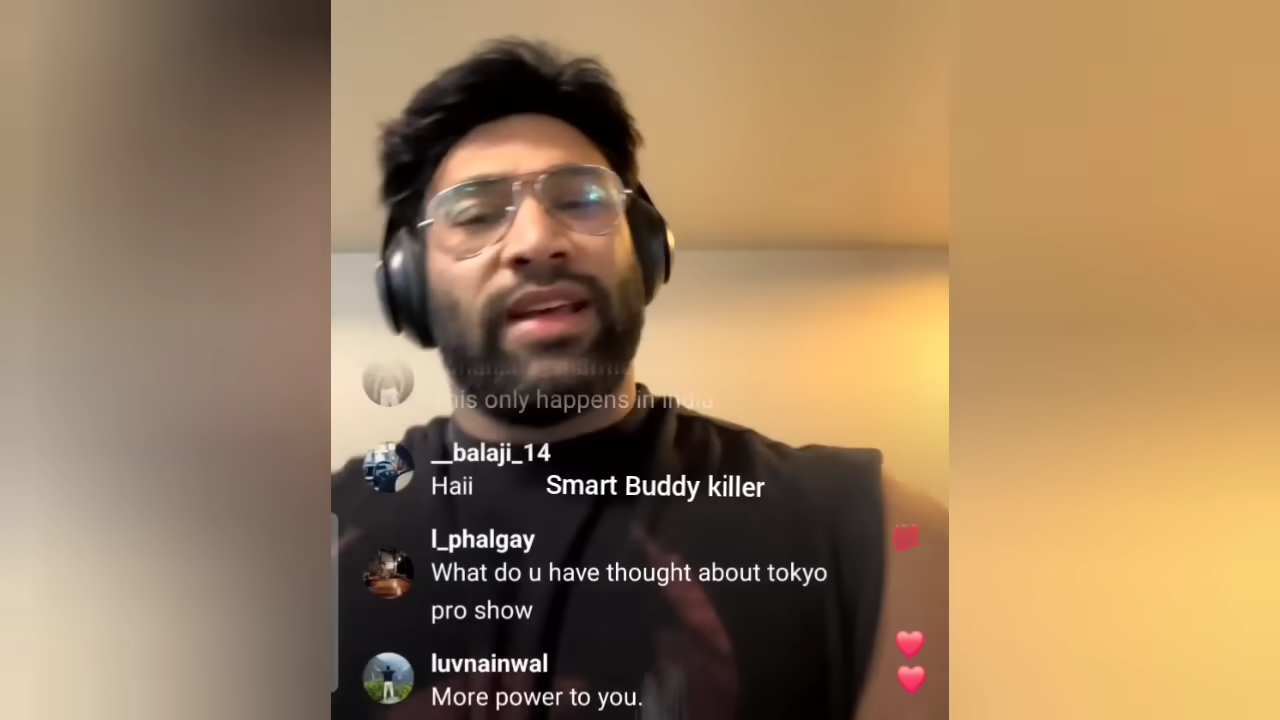 his only happens in India
__balaji_14
Haii
Smart Buddy killer
l_phalgay
What do u have thought about tokyo
pro show
luvnainwal
More power to you.